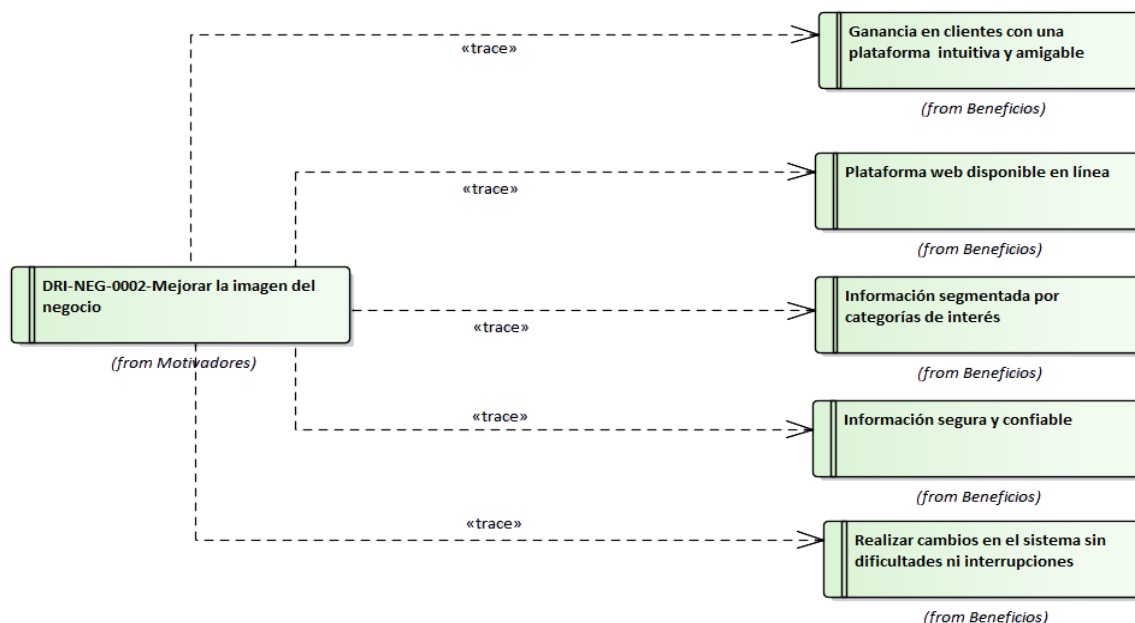 Ganancia en clientes con una
plataforma intuitiva y amigable
«trace»
(from Beneficios)
Plataforma web disponible en línea
«trace»
(from Beneficios)
DRI-NEG-0002-Mejorar la imagen del
negocio
(from Motivadores)
Información segmentada por
categorías de interés
«trace»
(from Beneficios)
Información segura y confiable
«trace»
(from Beneficios)
«trace»
Realizar cambios en el sistema sin
dificultades ni interrupciones
(from Beneficios)